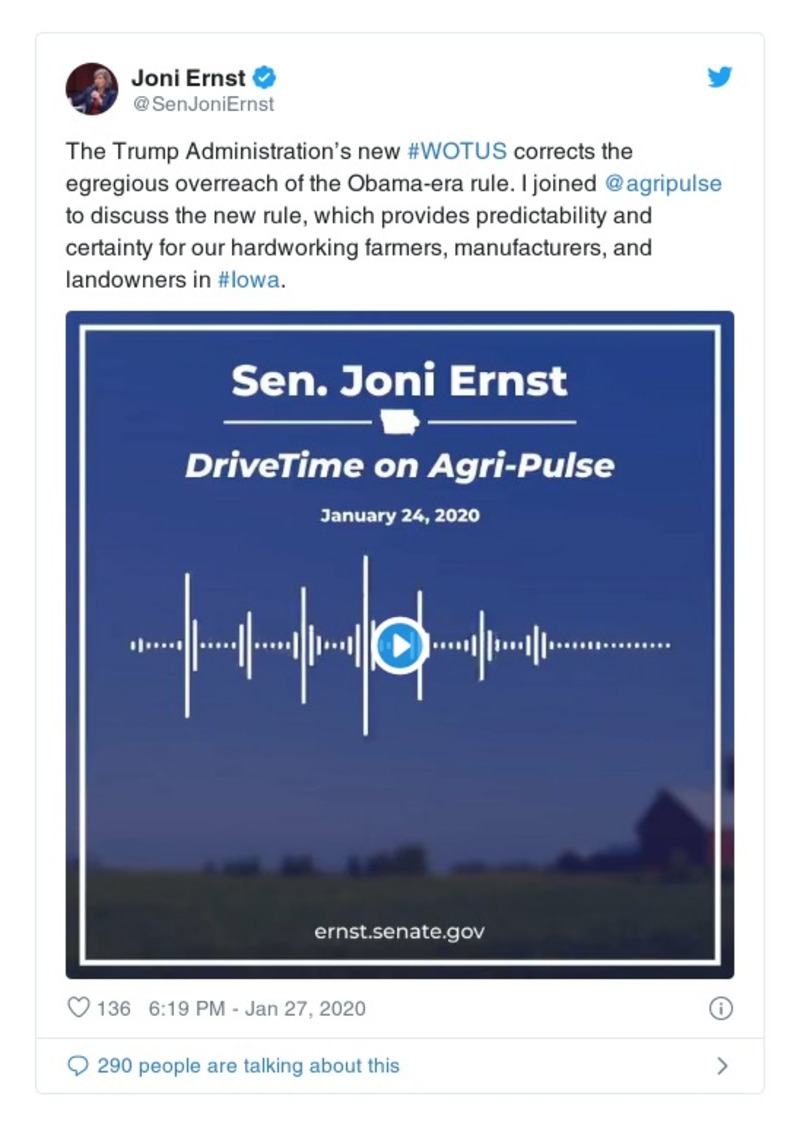 Joni Ernst
@SenJoniErnst
The Trump Administration’s new #WOTUS corrects the
egregious overreach of the Obama-era rule. I joined @agripulse
to discuss the new rule, which provides predictability and
certainty for our hardworking farmers, manufacturers, and
landowners in #Iowa.
Sen. Joni Ernst
DriveTime on Agri-Pulse
January 24, 2020
ernst.senate.gov
136 6:19 PM - Jan 27, 2020
290 people are talking about this